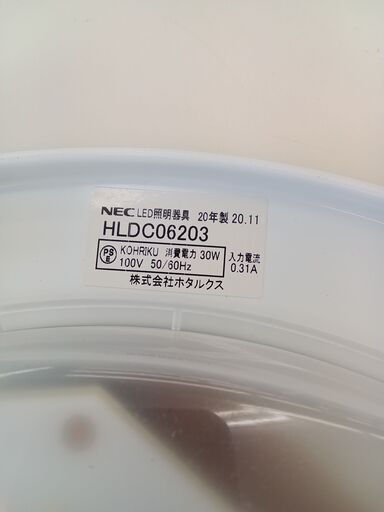 NEC LED照明器具 20年製 20.11
HLDC06203
PSE KOHRIKU 消費電力 30W
100V 50/60Hz
入力電流
0.31A
株式会社ホタルクス